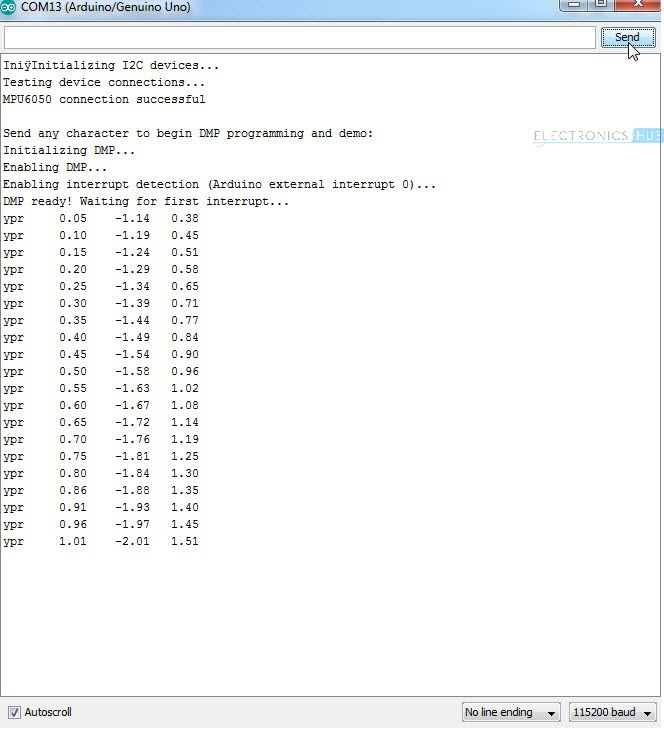 COM13 (Arduino/Genuino Uno)
Send
IniÿInitializing I2C devices...
Testing device connections...
MPU6050 connection successful
Send any character to begin DMP programming and demo:
ELECTRONICS HUB
Initializing DMP...
Enabling DMP...
Enabling interrupt detection (Arduino external interrupt 0)...
DMP ready! Waiting for first interrupt...
ypr 0.05 -1.14 0.38
ypr 0.10 -1.19 0.45
ypr 0.15 -1.24 0.51
ypr 0.20 -1.29 0.58
ypr 0.25 -1.34 0.65
ypr 0.30 -1.39 0.71
ypr 0.35 -1.44 0.77
ypr 0.40 -1.49 0.84
ypr 0.45 -1.54 0.90
ypr 0.50 -1.58 0.96
ypr 0.55 -1.63 1.02
ypr 0.60 -1.67 1.08
ypr 0.65 -1.72 1.14
ypr 0.70 -1.76 1.19
ypr 0.75 -1.81 1.25
ypr 0.80 -1.84 1.30
ypr 0.86 -1.88 1.35
ypr 0.91 -1.93 1.40
ypr 0.96 -1.97 1.45
ypr 1.01 -2.01 1.51
Autoscroll
No line ending
115200 baud